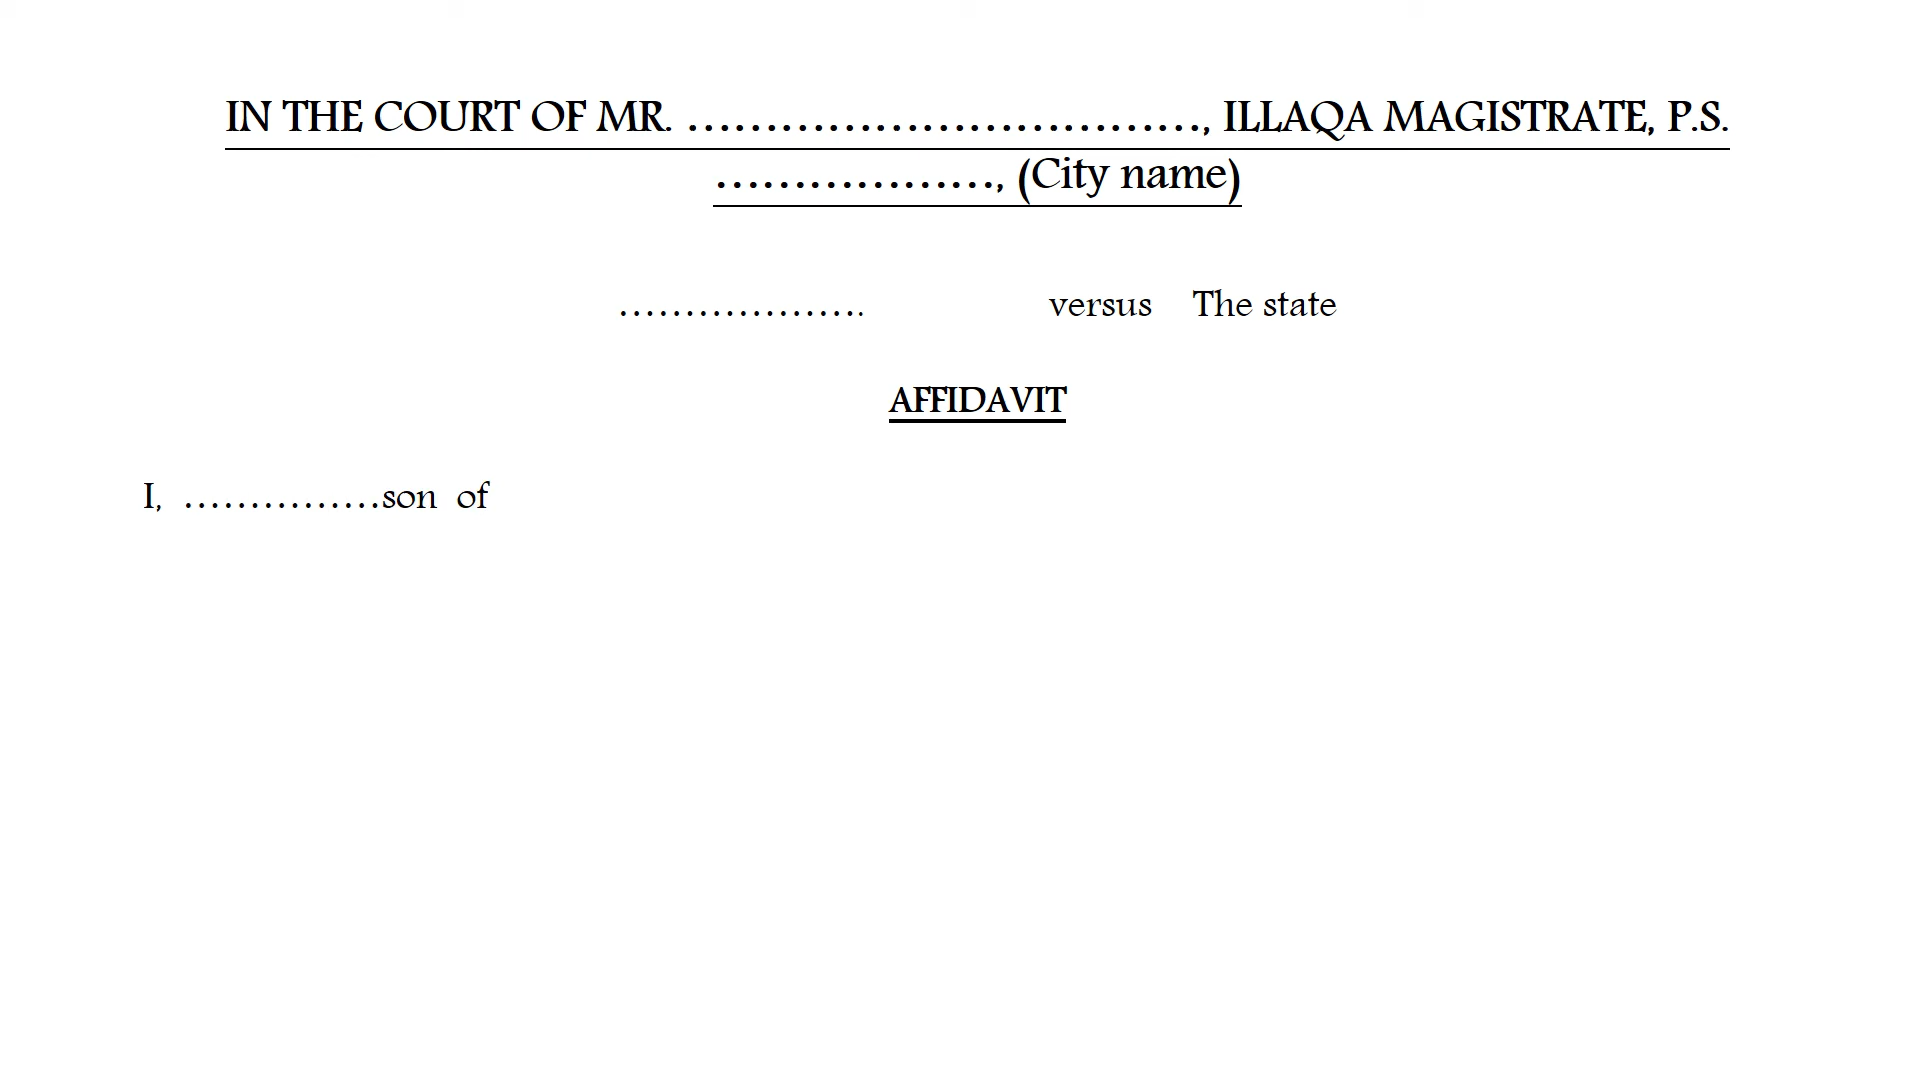 IN THE COURT OF MR. ………………………………, ILLAQA MAGISTRATE, P.S.
………………, (City name)
………………. versus The state
AFFIDAVIT
I, ……………son of